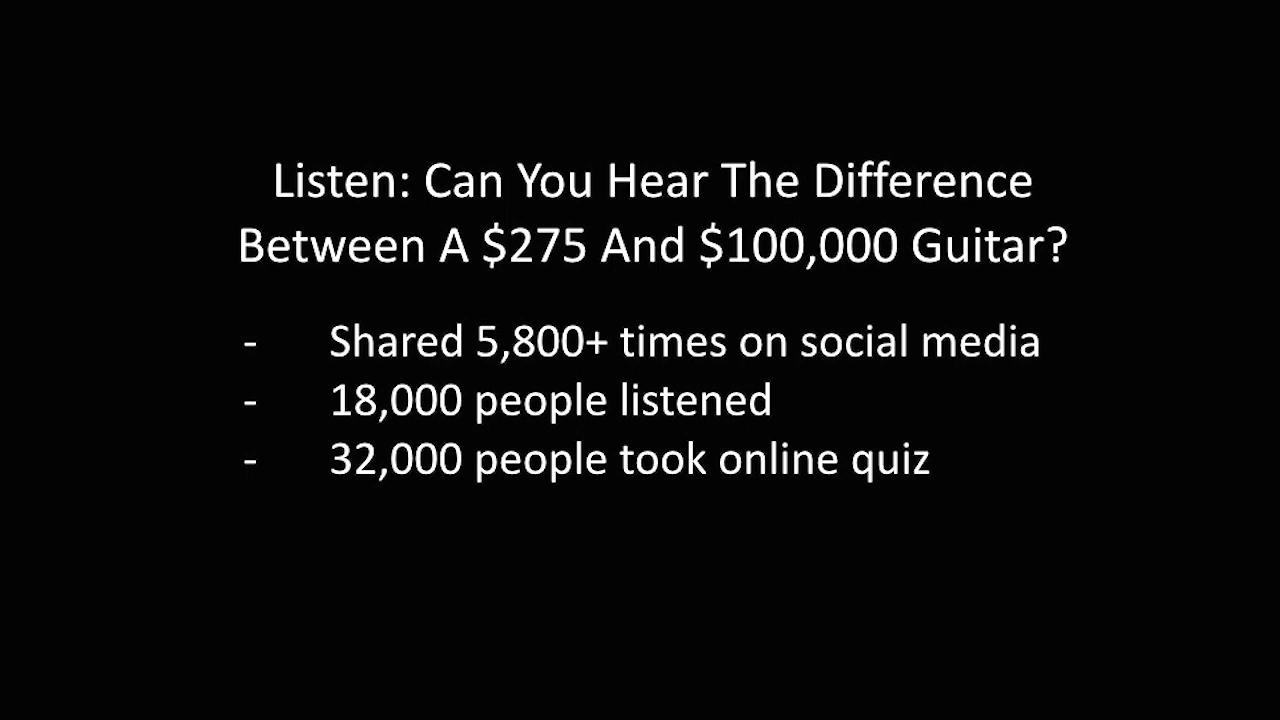 Listen: Can You Hear The Difference
Between A $275 And $100,000 Guitar?
- Shared 5,800+ times on social media
- 18,000 people listened
- 32,000 people took online quiz